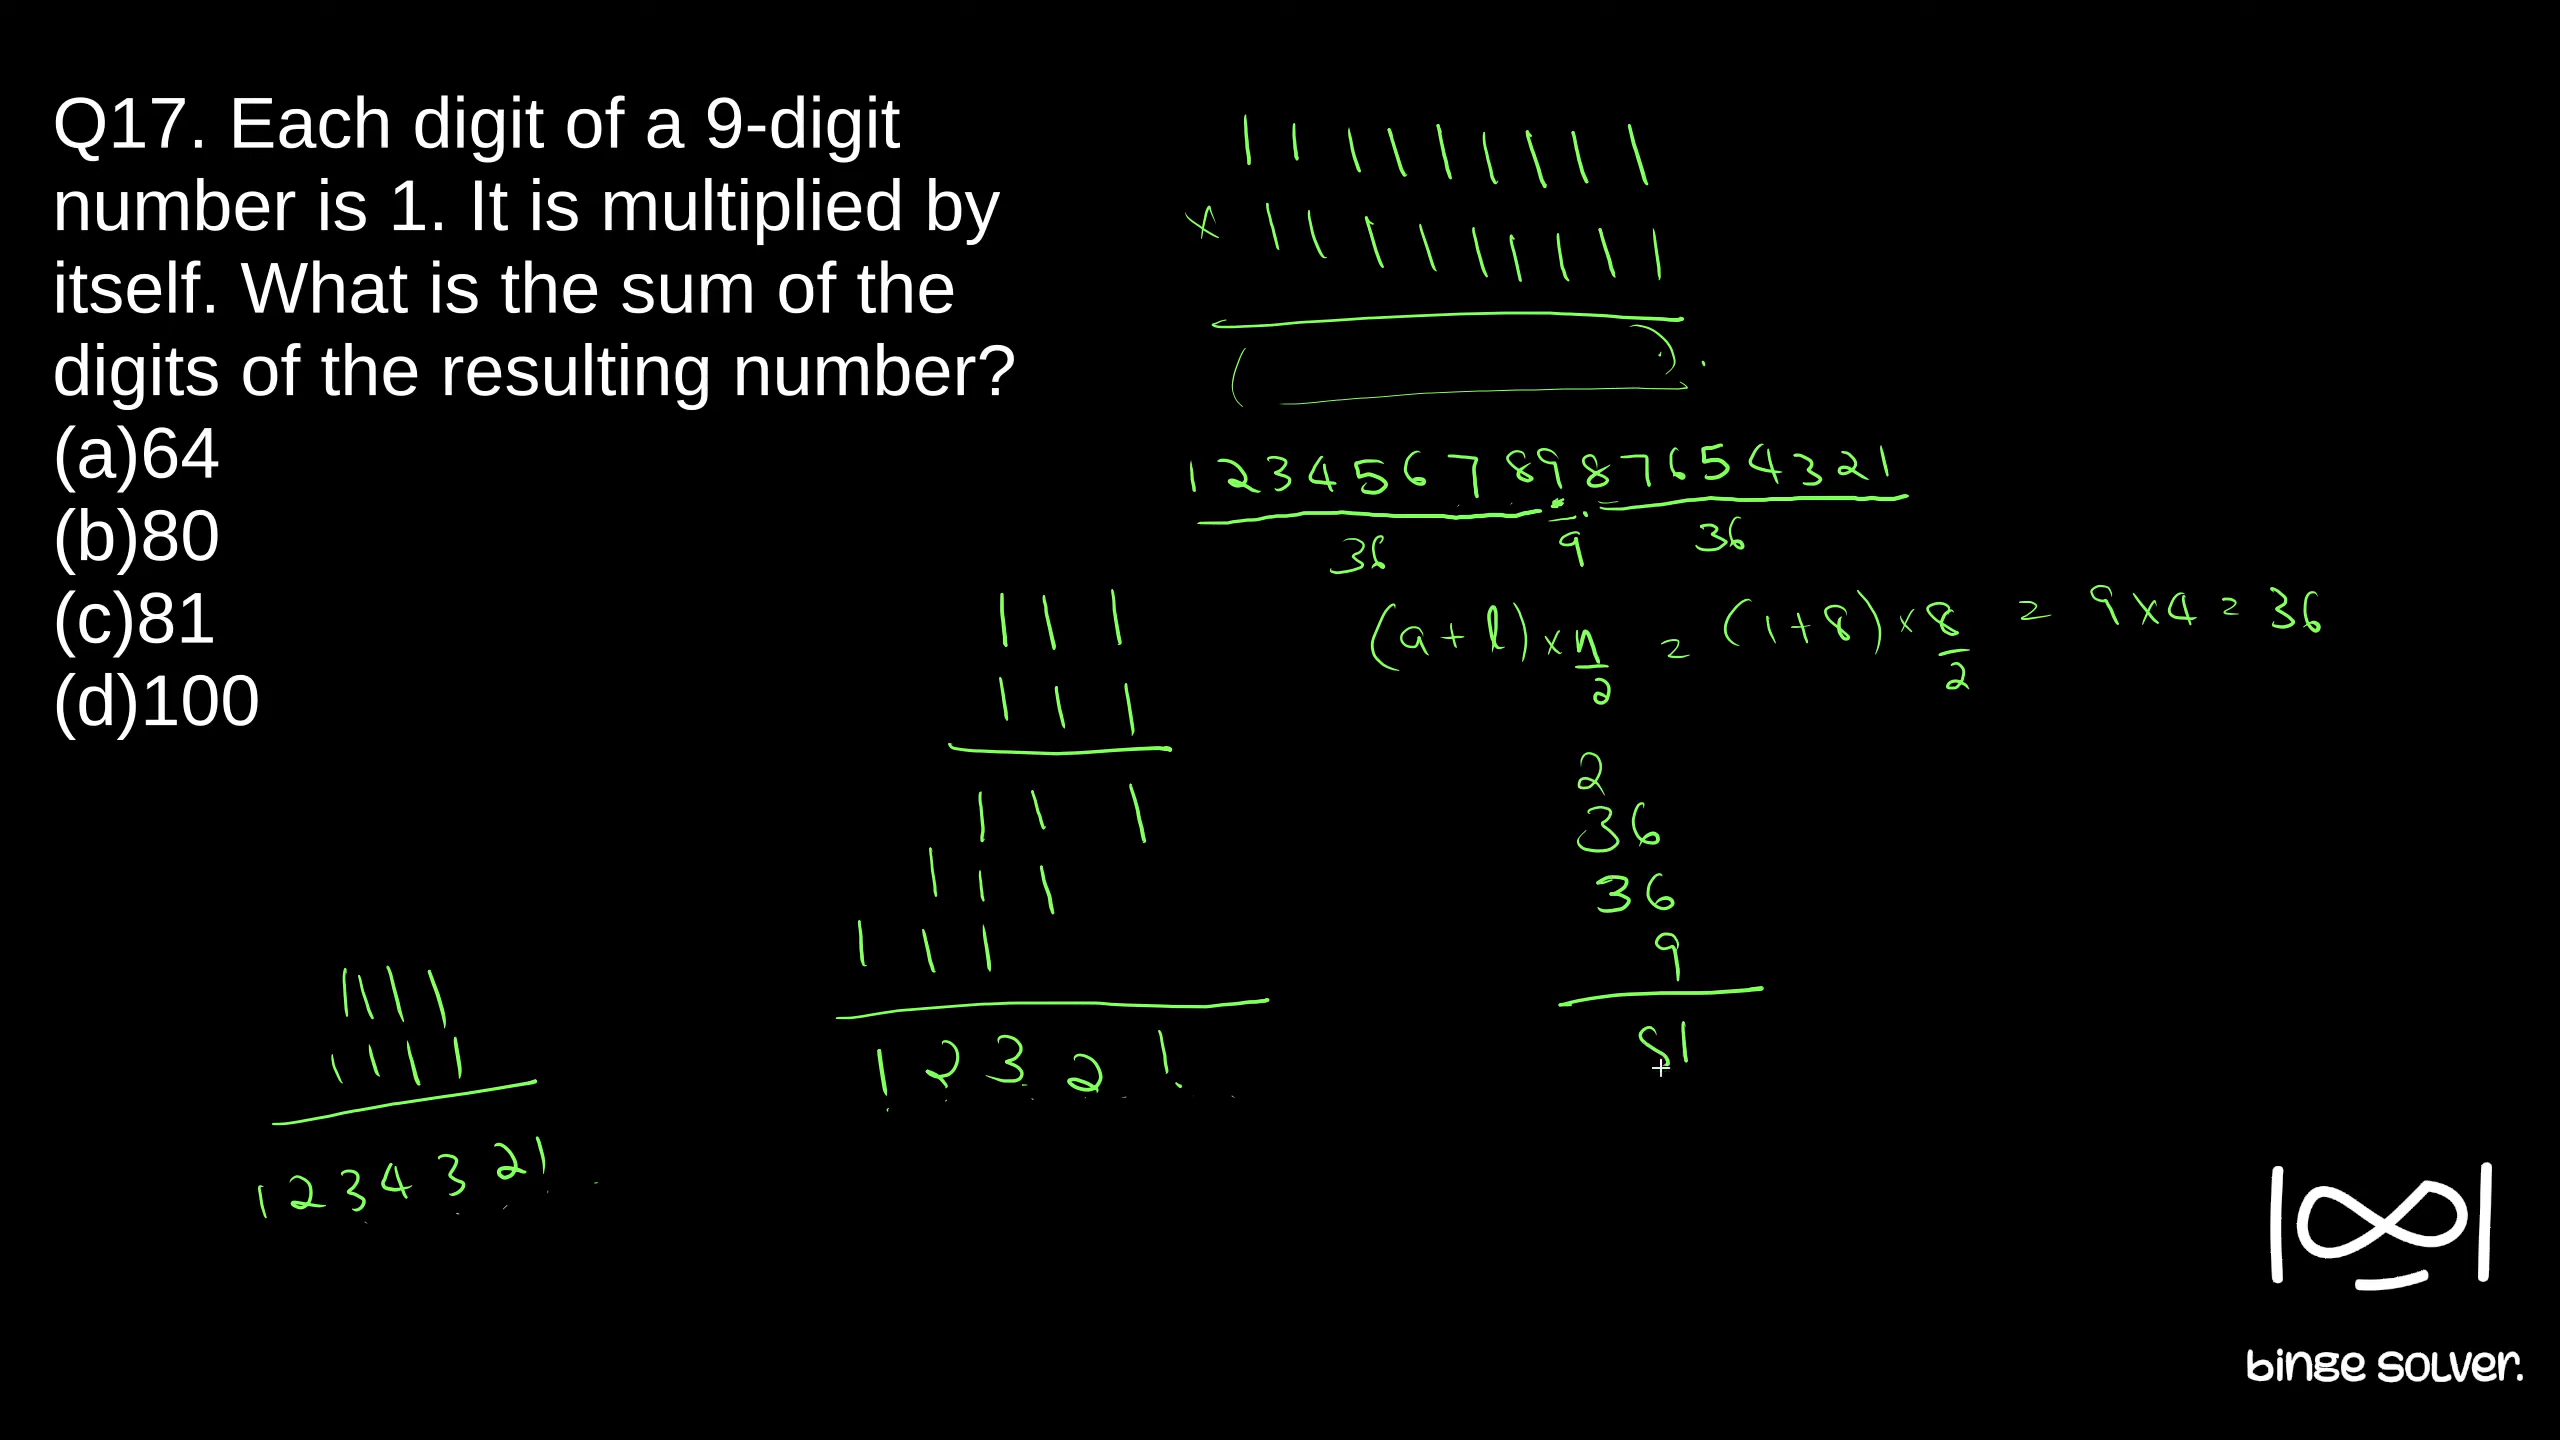 Q17. Each digit of a 9-digit
number is 1. It is multiplied by
itself. What is the sum of the
digits of the resulting number?
(a)64
(b)80
(c)81
(d)100
111111111
× 111111111
12345678987654321
36 9 36
(a+l)×n/2 = (1+8)×8/2 = 9×4 = 36
111
111
111
111
111
12321
1111
1111
1234321
2
36
36
9
81
binge solver.